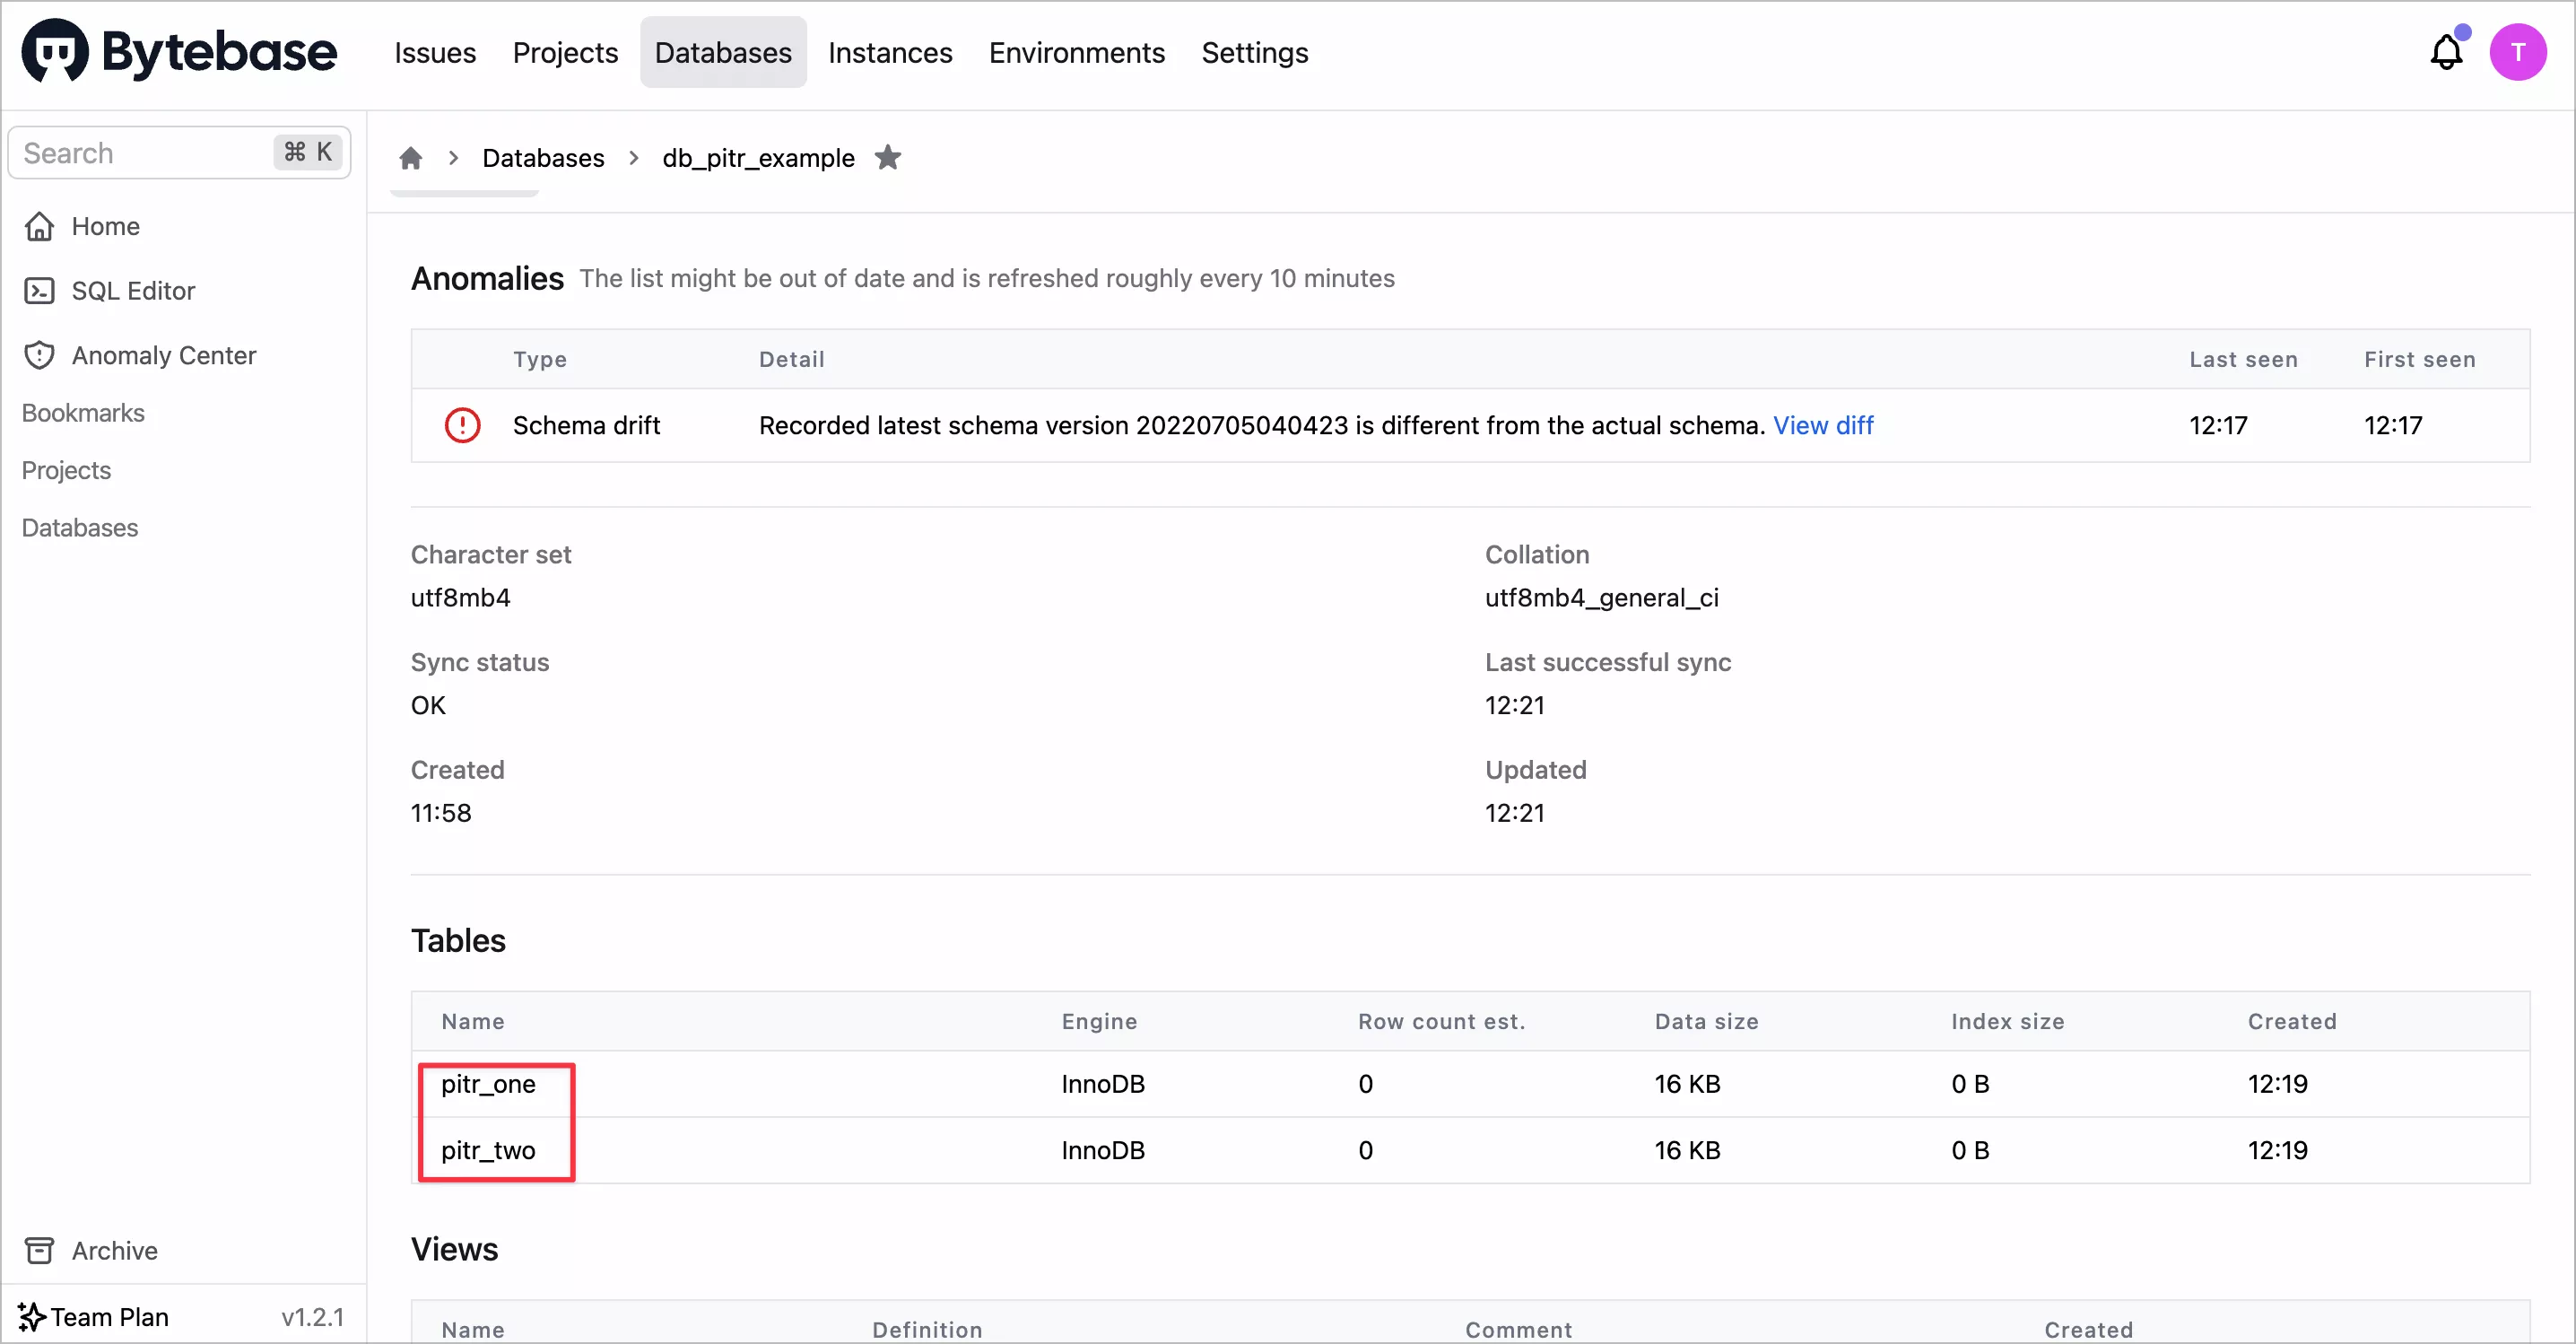 Bytebase Issues Projects Databases Instances Environments Settings T
Search ⌘ K
Home
SQL Editor
Anomaly Center
Bookmarks
Projects
Databases
Archive
Team Plan v1.2.1
Databases > db_pitr_example
Anomalies The list might be out of date and is refreshed roughly every 10 minutes
Type Detail Last seen First seen
Schema drift Recorded latest schema version 20220705040423 is different from the actual schema. View diff 12:17 12:17
Character set Collation
utf8mb4 utf8mb4_general_ci
Sync status Last successful sync
OK 12:21
Created Updated
11:58 12:21
Tables
Name Engine Row count est. Data size Index size Created
pitr_one InnoDB 0 16 KB 0 B 12:19
pitr_two InnoDB 0 16 KB 0 B 12:19
Views
Name Definition Comment Created